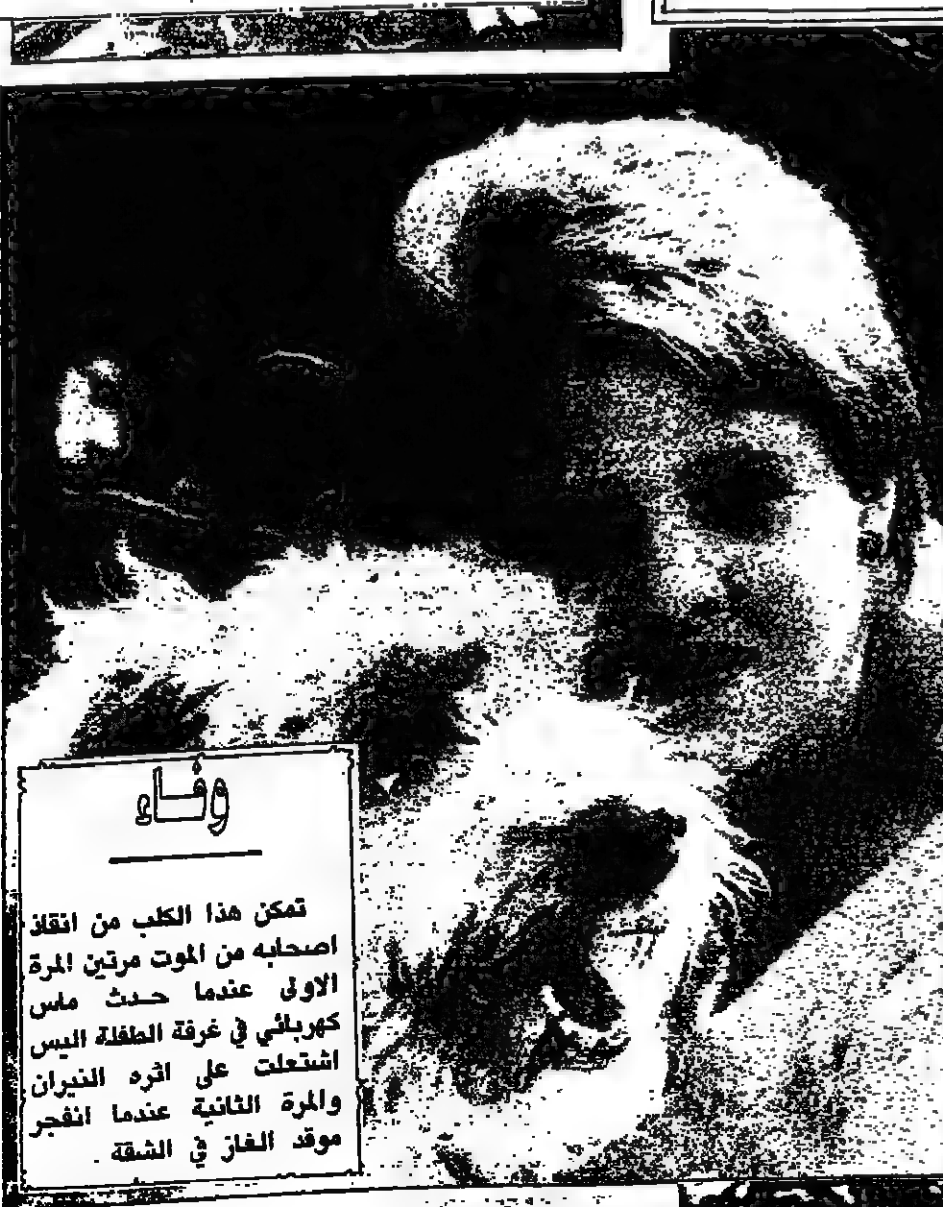 وفاء
تمكن هذا الكلب من انقاذ
اصحابه من الموت مرتين المرة
الاولى عندما حدث ماس
كهربائي في غرفة الطفلة اليس
اشتعلت على اثره النيران
والمرة الثانية عندما انفجر
موقد الغاز في الشقة .